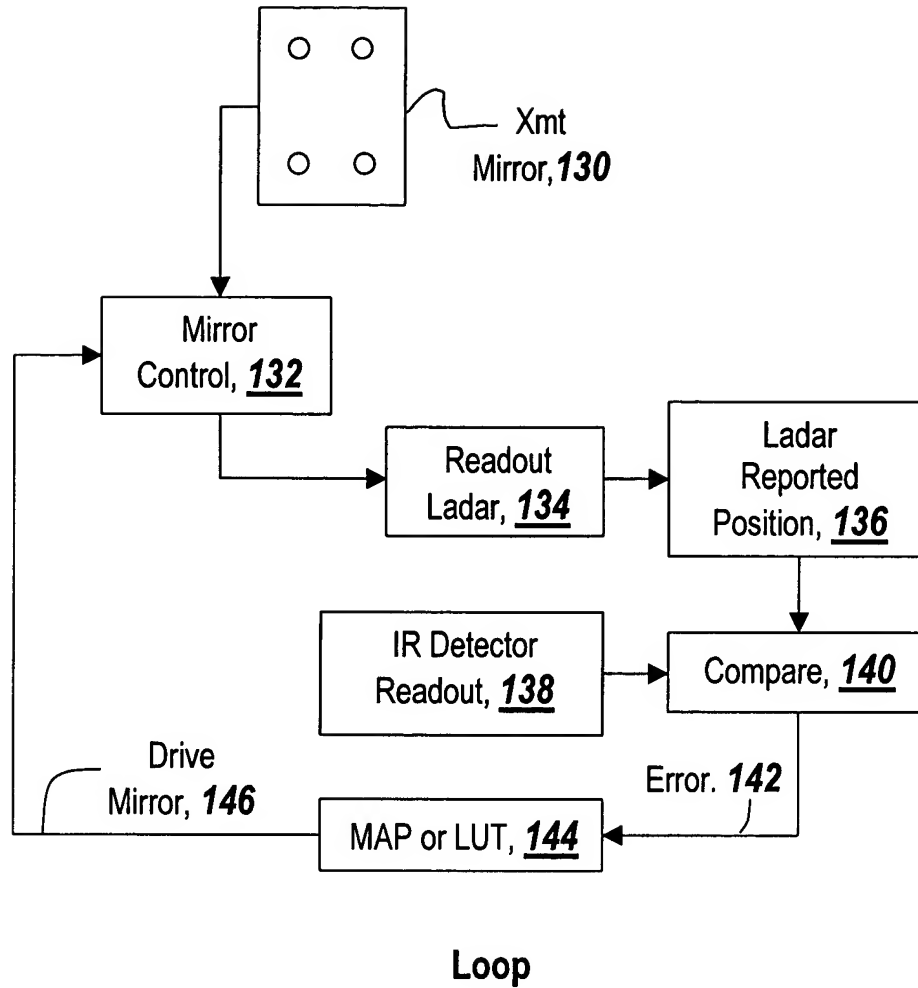 Xmt
Mirror, 130
Mirror
Control, 132
Readout
Ladar, 134
Ladar
Reported
Position, 136
IR Detector
Readout, 138
Compare, 140
Drive
Mirror, 146
Error. 142
MAP or LUT, 144
Loop